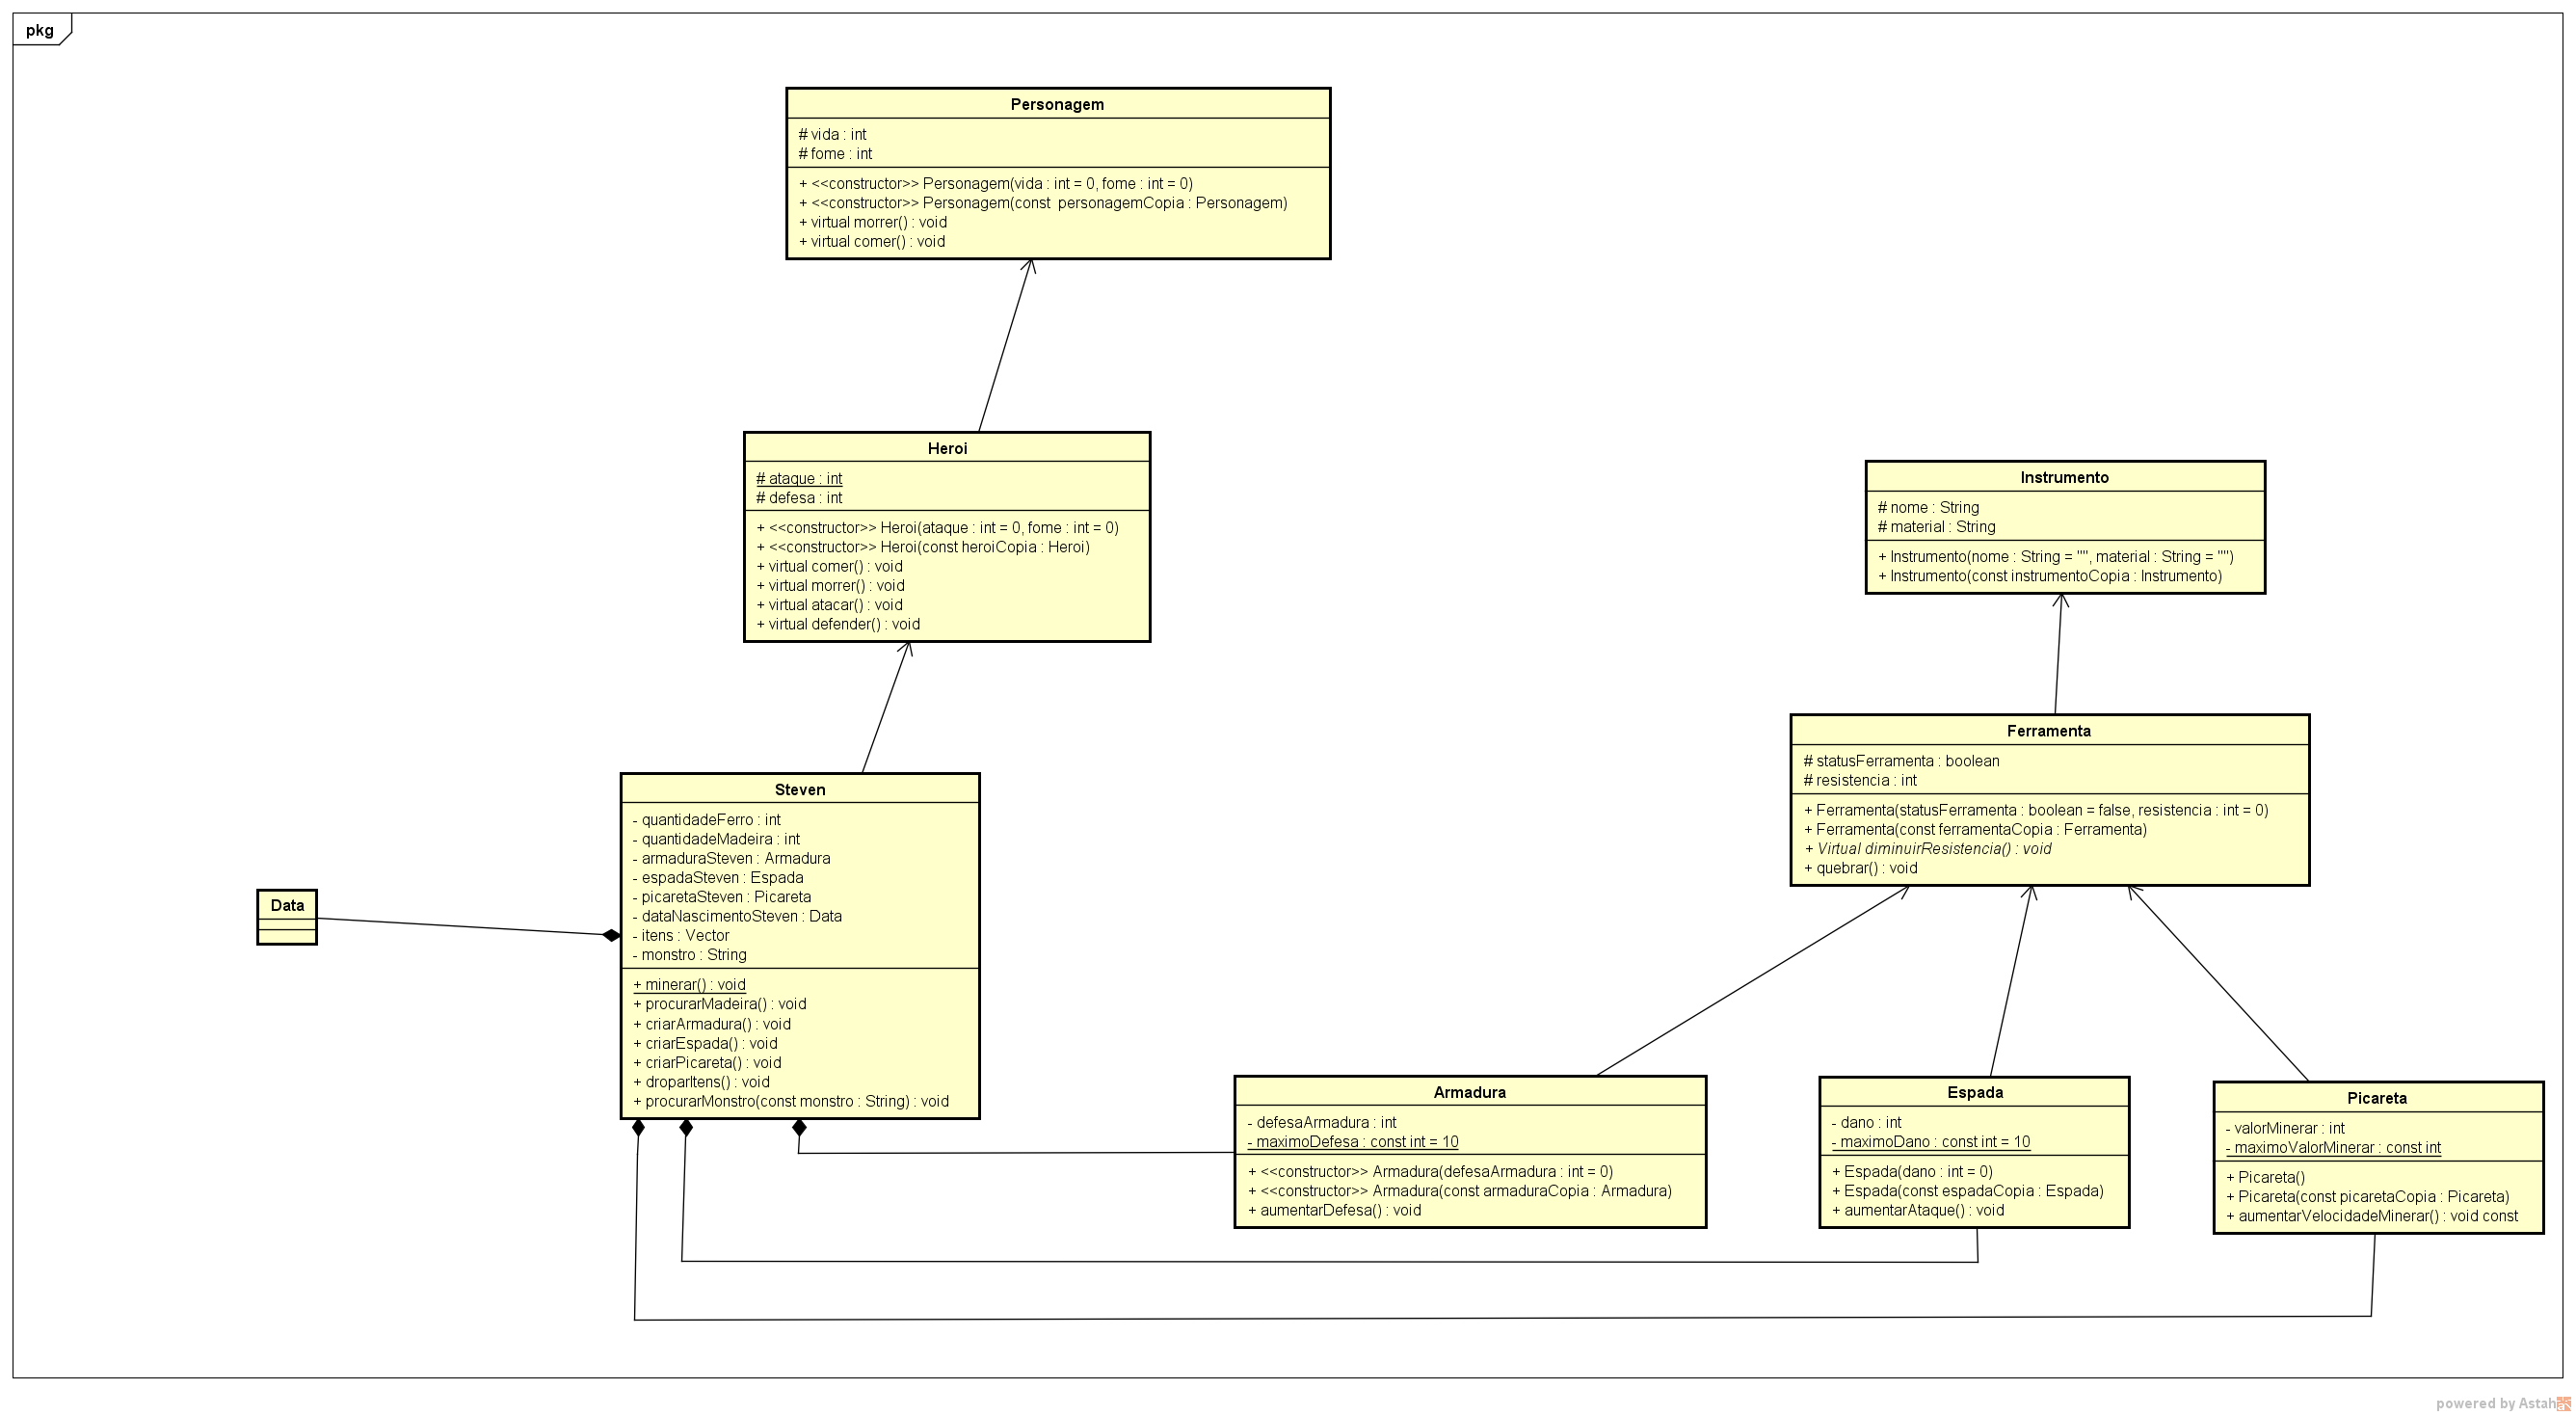 pkg
Personagem
# vida : int
# fome : int
+ <<constructor>> Personagem(vida : int = 0, fome : int = 0)
+ <<constructor>> Personagem(const  personagemCopia : Personagem)
+ virtual morrer() : void
+ virtual comer() : void
Heroi
# ataque : int
# defesa : int
+ <<constructor>> Heroi(ataque : int = 0, fome : int = 0)
+ <<constructor>> Heroi(const heroiCopia : Heroi)
+ virtual comer() : void
+ virtual morrer() : void
+ virtual atacar() : void
+ virtual defender() : void
Instrumento
# nome : String
# material : String
+ Instrumento(nome : String = "", material : String = "")
+ Instrumento(const instrumentoCopia : Instrumento)
Ferramenta
# statusFerramenta : boolean
# resistencia : int
+ Ferramenta(statusFerramenta : boolean = false, resistencia : int = 0)
+ Ferramenta(const ferramentaCopia : Ferramenta)
+ Virtual diminuirResistencia() : void
+ quebrar() : void
Steven
- quantidadeFerro : int
- quantidadeMadeira : int
- armaduraSteven : Armadura
- espadaSteven : Espada
- picaretaSteven : Picareta
- dataNascimentoSteven : Data
- itens : Vector
- monstro : String
+ minerar() : void
+ procurarMadeira() : void
+ criarArmadura() : void
+ criarEspada() : void
+ criarPicareta() : void
+ droparItens() : void
+ procurarMonstro(const monstro : String) : void
Data
Armadura
- defesaArmadura : int
- maximoDefesa : const int = 10
+ <<constructor>> Armadura(defesaArmadura : int = 0)
+ <<constructor>> Armadura(const armaduraCopia : Armadura)
+ aumentarDefesa() : void
Espada
- dano : int
- maximoDano : const int = 10
+ Espada(dano : int = 0)
+ Espada(const espadaCopia : Espada)
+ aumentarAtaque() : void
Picareta
- valorMinerar : int
- maximoValorMinerar : const int
+ Picareta()
+ Picareta(const picaretaCopia : Picareta)
+ aumentarVelocidadeMinerar() : void const
powered by Astah